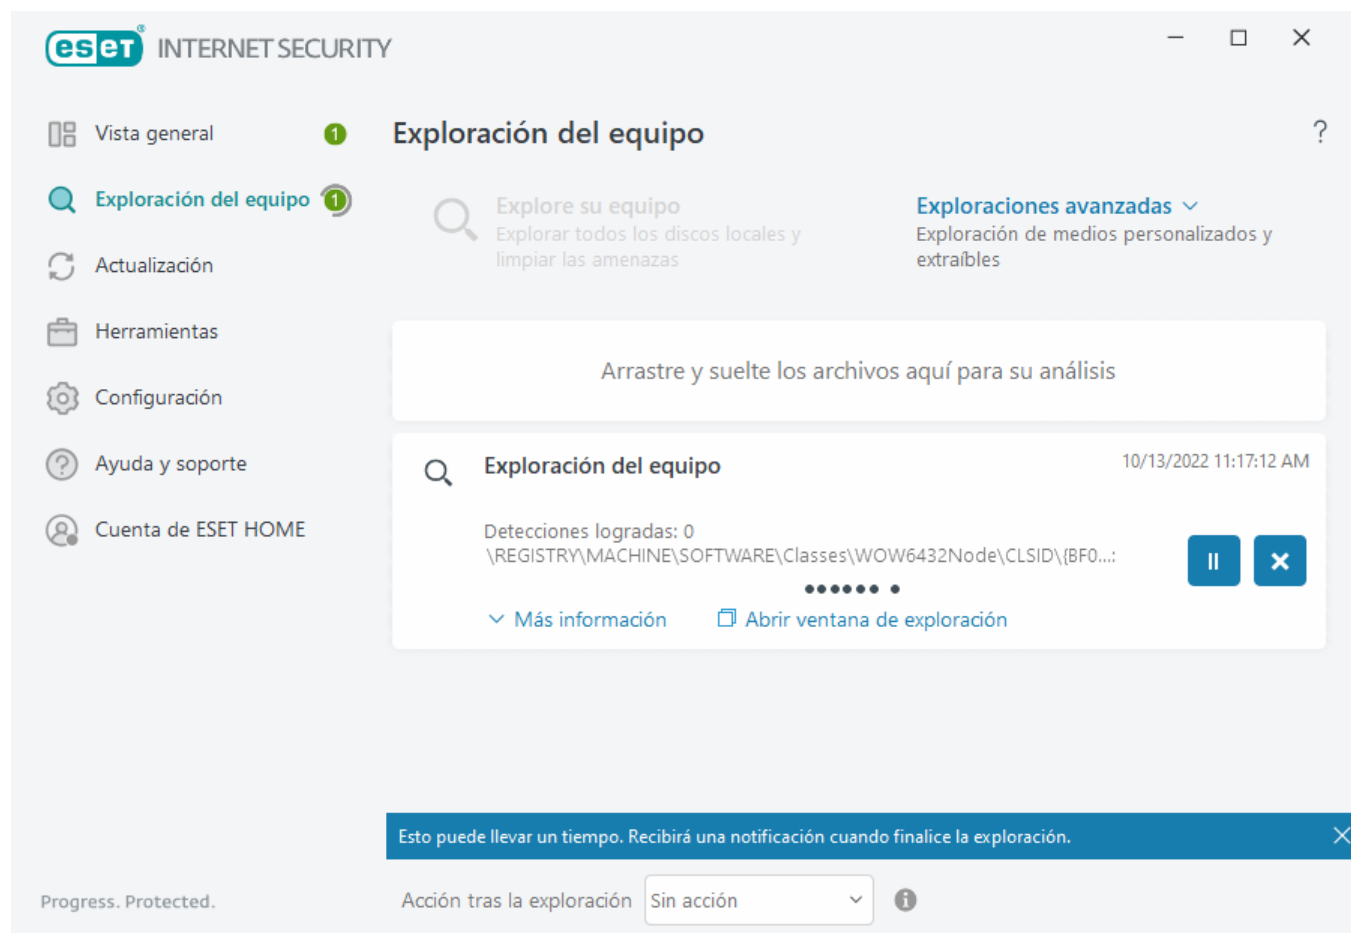 eset® INTERNET SECURITY
Vista general 1
Exploración del equipo 1
Actualización
Herramientas
Configuración
Ayuda y soporte
Cuenta de ESET HOME
Progress. Protected.
Exploración del equipo
?
Explore su equipo
Explorar todos los discos locales y
limpiar las amenazas
Exploraciones avanzadas
Exploración de medios personalizados y
extraíbles
Arrastre y suelte los archivos aquí para su análisis
Exploración del equipo
10/13/2022 11:17:12 AM
Detecciones logradas: 0
\REGISTRY\MACHINE\SOFTWARE\Classes\WOW6432Node\CLSID\{BF0...:
Más información
Abrir ventana de exploración
Esto puede llevar un tiempo. Recibirá una notificación cuando finalice la exploración.
Acción tras la exploración Sin acción